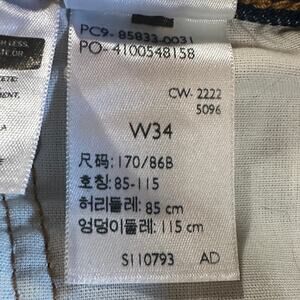 PC9- 85833-0031
PO- 4100548158
CW- 2222
5096
W34
尺码: 170/86B
호칭: 85-115
허리둘레: 85 cm
엉덩이둘레: 115 cm
S110793 AD